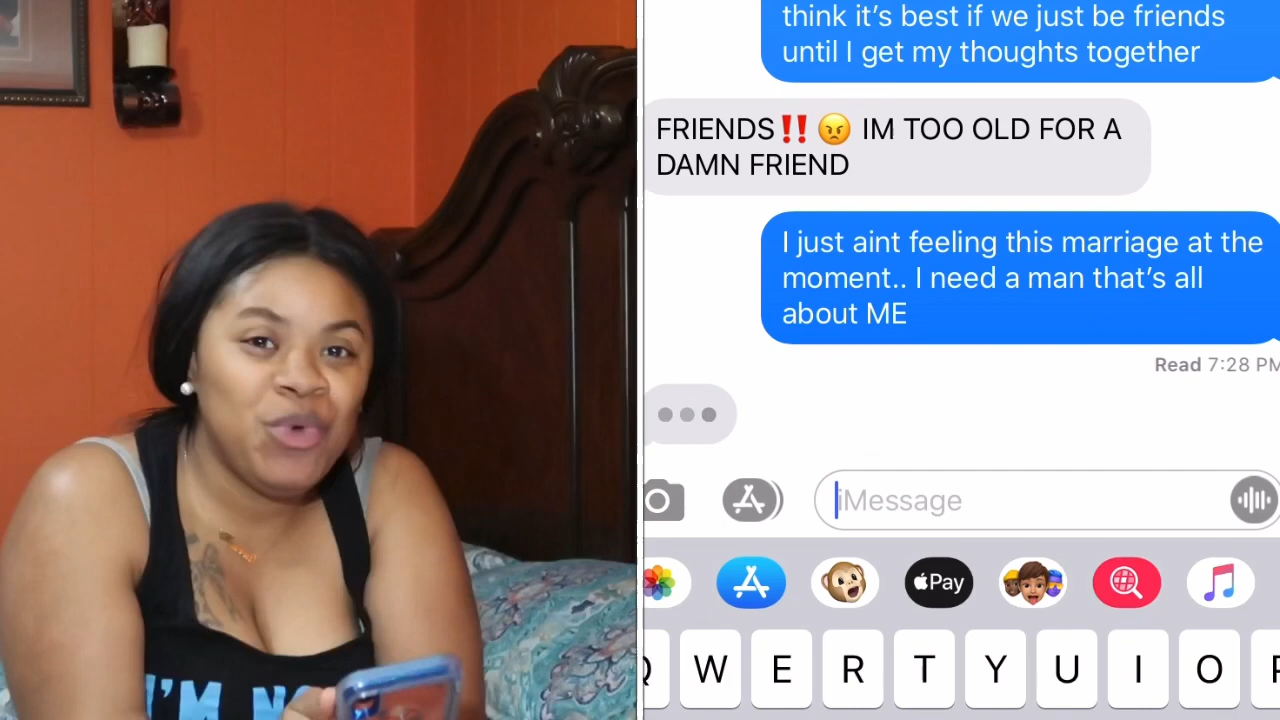 think it's best if we just be friends
until I get my thoughts together
FRIENDS‼️😡 IM TOO OLD FOR A
DAMN FRIEND
I just aint feeling this marriage at the
moment.. I need a man that's all
about ME
Read 7:28 PM
iMessage
Pay
Q W E R T Y U I O P
I'M NO